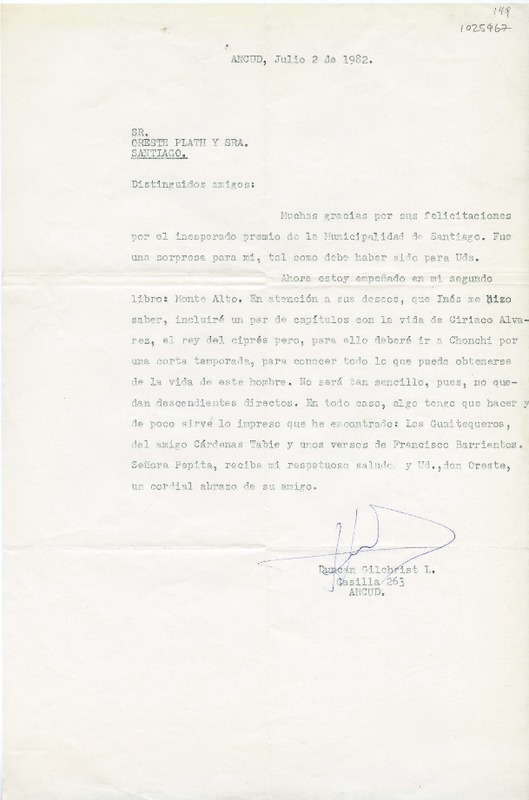 149
1025967
ANCUD, Julio 2 de 1982.
SR.
ORESTE PLATH Y SRA.
SANTIAGO.
Distinguidos amigos:
Muchas gracias por sus felicitaciones
por el inesperado premio de la Municipalidad de Santiago. Fue
una sorpresa para mi, tal como debe haber sido para Uds.
Ahora estoy empeñado en mi segundo
libro: Monte Alto. En atención a sus deseos, que Inés me hizo
saber, incluiré un par de capítulos con la vida de Ciriaco Alva-
rez, el rey del ciprés pero, para ello deberé ir a Chonchi por
una corta temporada, para conocer todo lo que pueda obtenerse
de la vida de este hombre. No será tan sencillo, pues, no que-
dan descendientes directos. En todo caso, algo tengo que hacer y
de poco sirve lo impreso que he encontrado: Los Guaitequeros,
del amigo Cárdenas Tabie y unos versos de Francisco Barrientos.
Señora Pepita, reciba mi respetuoso saludo y Ud., don Oreste,
un cordial abrazo de su amigo.
Duncan Gilchrist L.
Casilla 263
ANCUD.